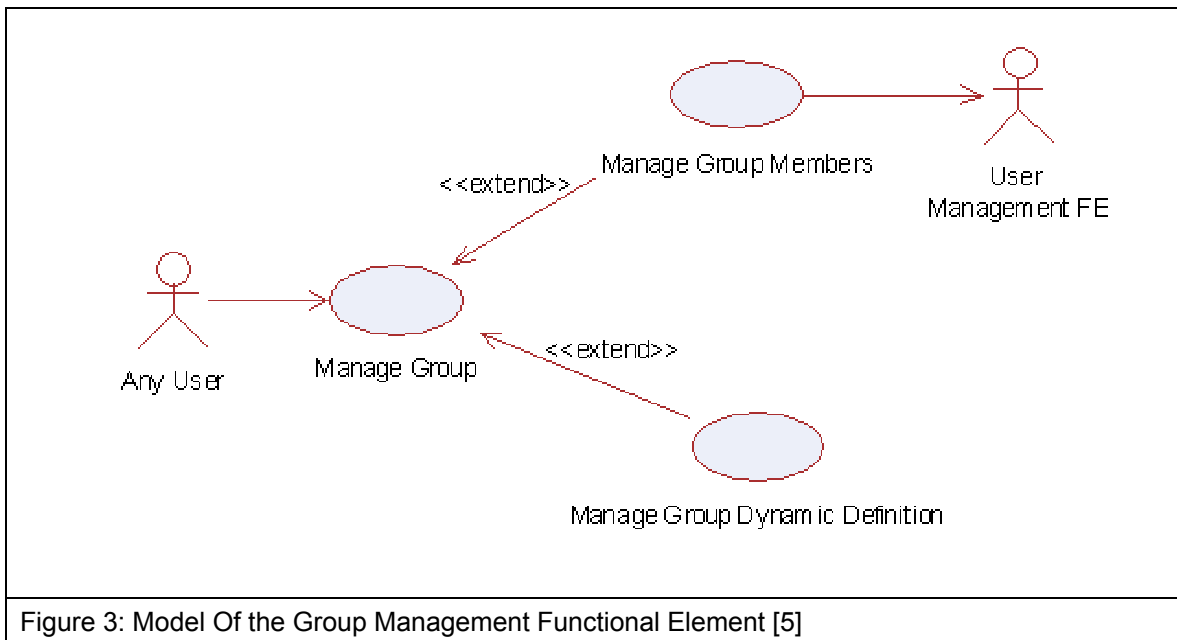 Manage Group Members
User
Management FE
<<extend>>
Any User
Manage Group
<<extend>>
Manage Group Dynamic Definition
Figure 3: Model Of the Group Management Functional Element [5]